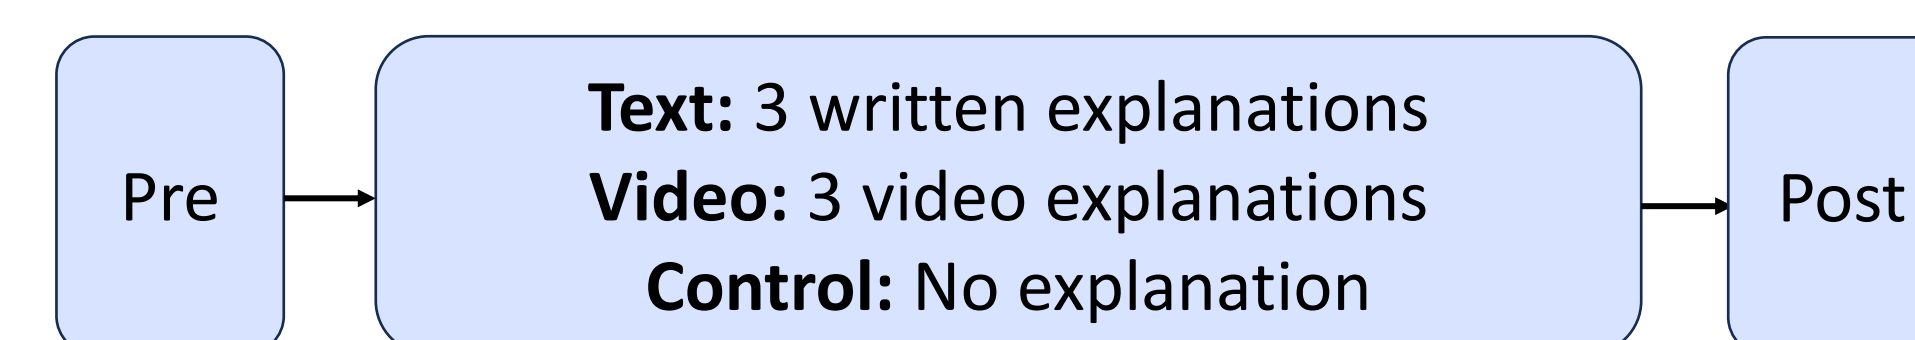 Pre
Text: 3 written explanations
Video: 3 video explanations
Control: No explanation
Post